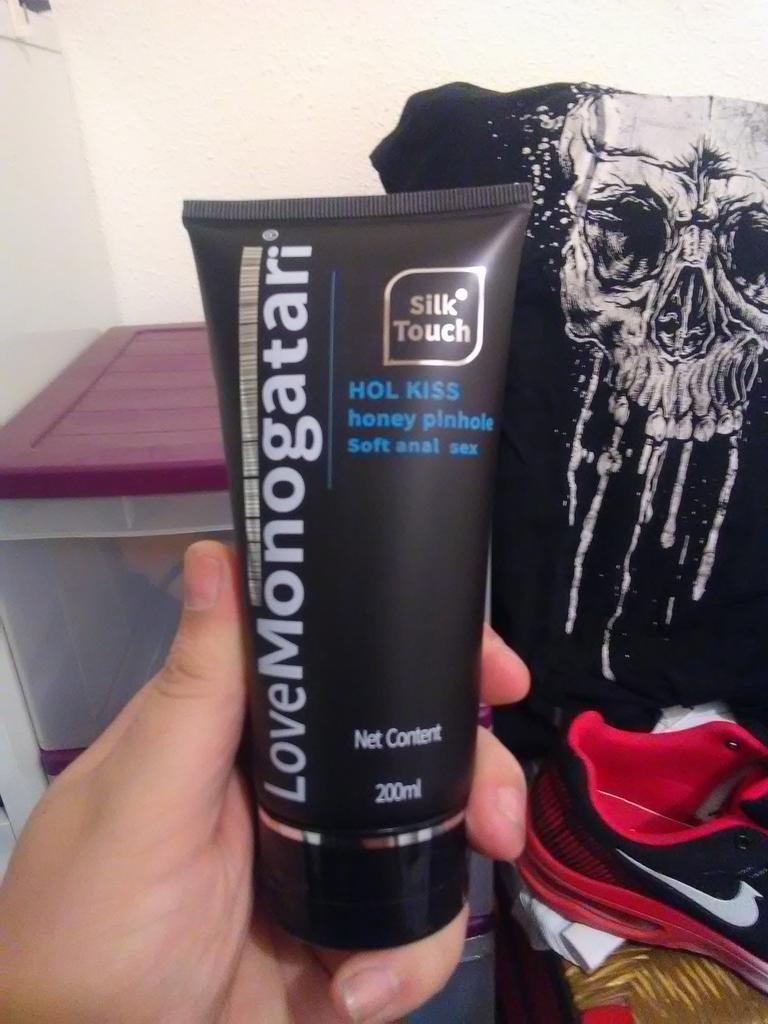 LoveMonogatari®
Silk
Touch
HOL KISS
honey pinhole
Soft anal sex
Net Content
200ml